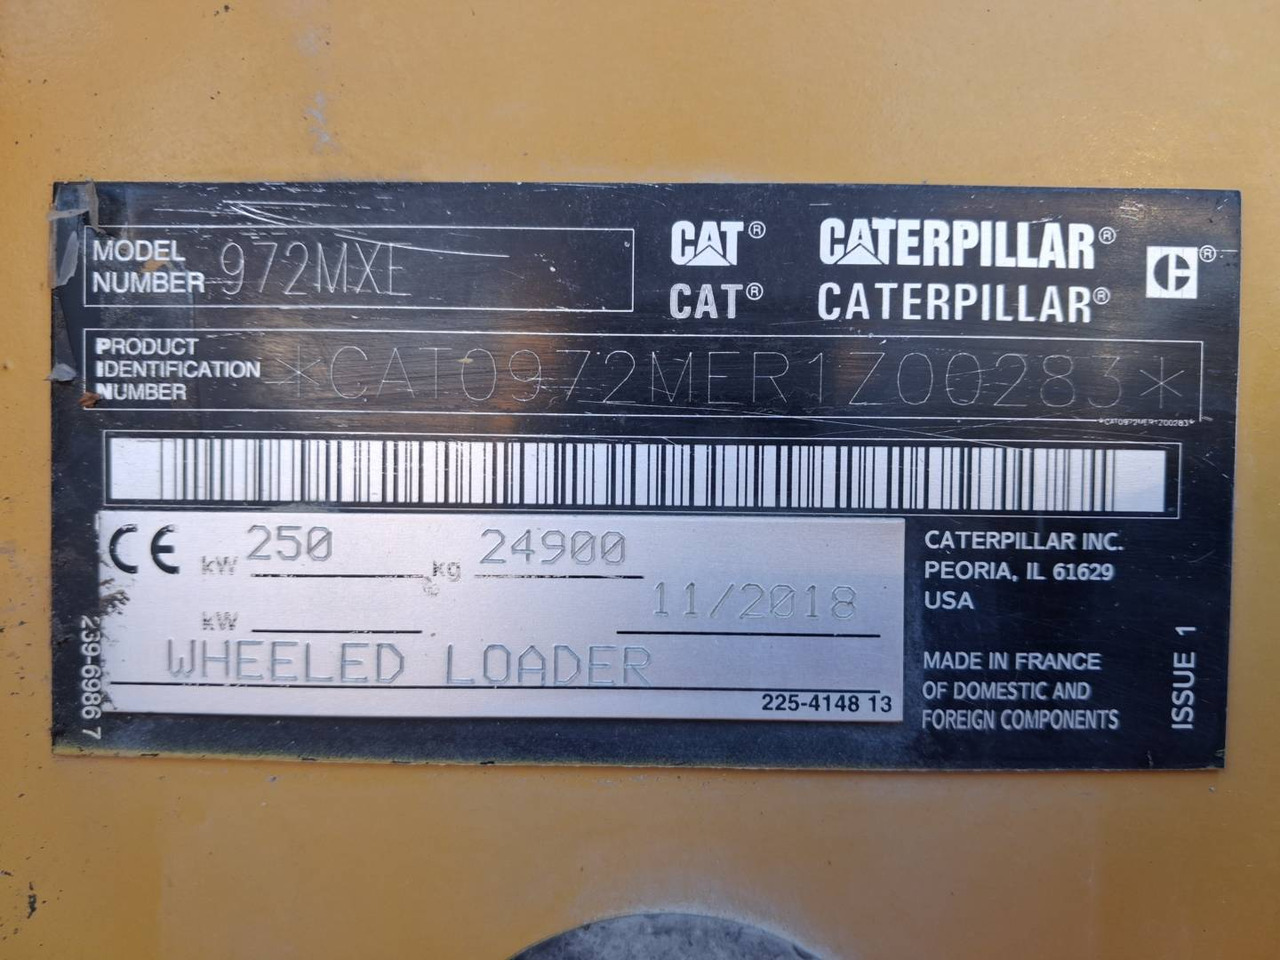 MODEL NUMBER 972MXE
CAT® CATERPILLAR®
CAT® CATERPILLAR®
PRODUCT IDENTIFICATION NUMBER *CAT0972MER1Z00283*
*CAT0972MER1Z00283*
CE kW 250 kg 24900
kW 11/2018
WHEELED LOADER
225-4148 13
239-6986 7
CATERPILLAR INC.
PEORIA, IL 61629
USA
MADE IN FRANCE
OF DOMESTIC AND
FOREIGN COMPONENTS
ISSUE 1